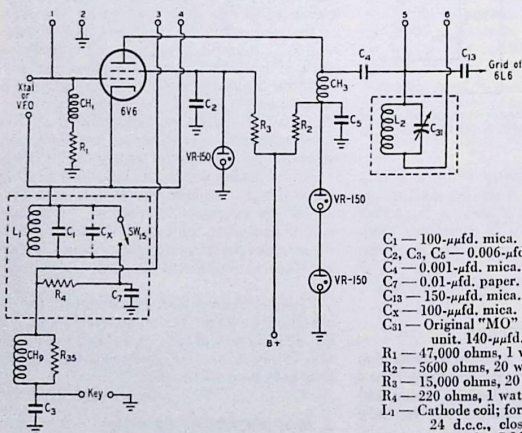 1
2
3
4
5
6
Xtal
or
V.F.O
CH₁
R₁
6V6
C₂
VR-150
R₃
R₂
CH₃
C₅
C₄
C₁₃
Grid of
6L6
L₂
C₃₁
VR-150
VR-150
B+
L₁
C₁
Cₓ
SW₁₅
R₄
C₇
CH₉
R₃₅
C₃
Key
C₁ — 100-μμfd. mica.
C₂, C₃, C₅ — 0.006-μfd.
C₄ — 0.001-μfd. mica.
C₇ — 0.01-μfd. paper.
C₁₃ — 150-μμfd. mica.
Cₓ — 100-μμfd. mica.
C₃₁ — Original "MO"
unit. 140-μμfd.
R₁ — 47,000 ohms, 1
R₂ — 5600 ohms, 20
R₃ — 15,000 ohms, 20
R₄ — 220 ohms, 1 wat
L₁ — Cathode coil; for
24 d.c.c., clos